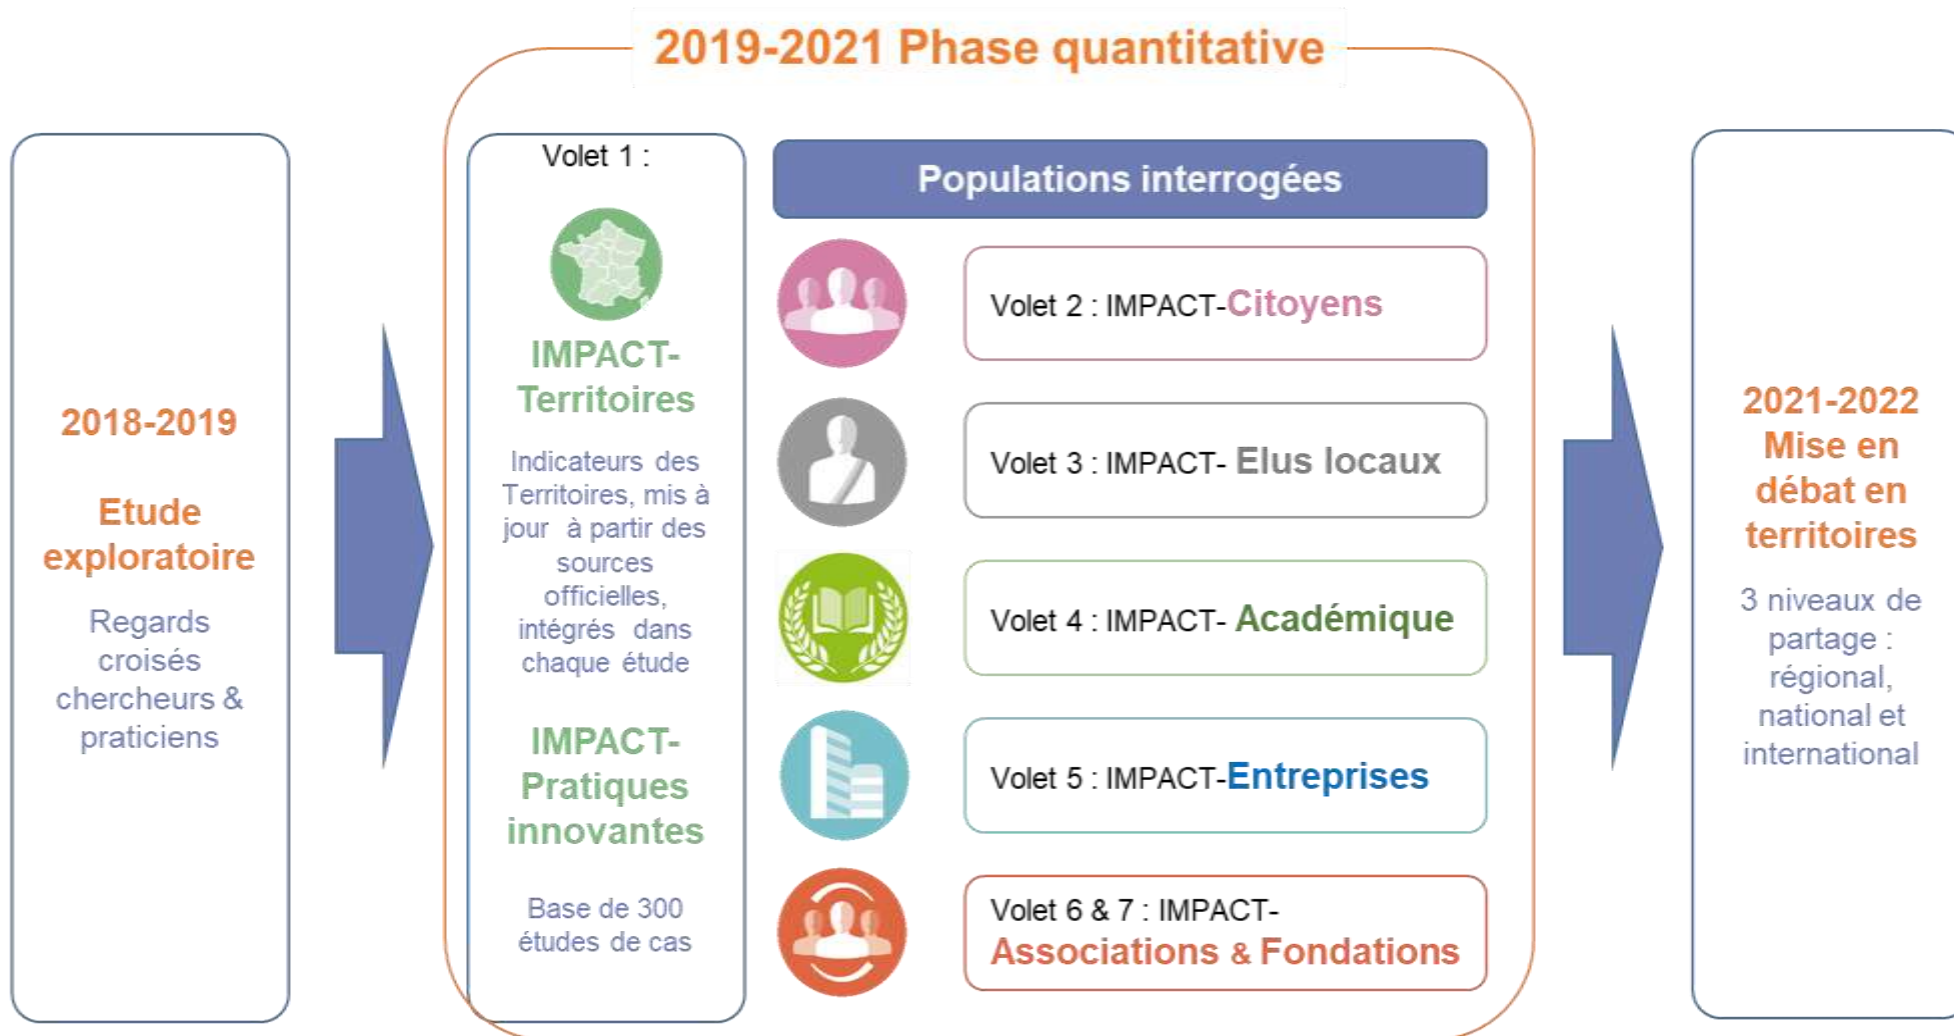 2019-2021 Phase quantitative
2018-2019
Etude
exploratoire
Regards
croisés
chercheurs &
praticiens
Volet 1 :
IMPACT-
Territoires
Indicateurs des
Territoires, mis à
jour à partir des
sources
officielles,
intégrés dans
chaque étude
IMPACT-
Pratiques
innovantes
Base de 300
études de cas
Populations interrogées
Volet 2 : IMPACT-Citoyens
Volet 3 : IMPACT- Elus locaux
Volet 4 : IMPACT- Académique
Volet 5 : IMPACT-Entreprises
Volet 6 & 7 : IMPACT-
Associations & Fondations
2021-2022
Mise en
débat en
territoires
3 niveaux de
partage :
régional,
national et
international